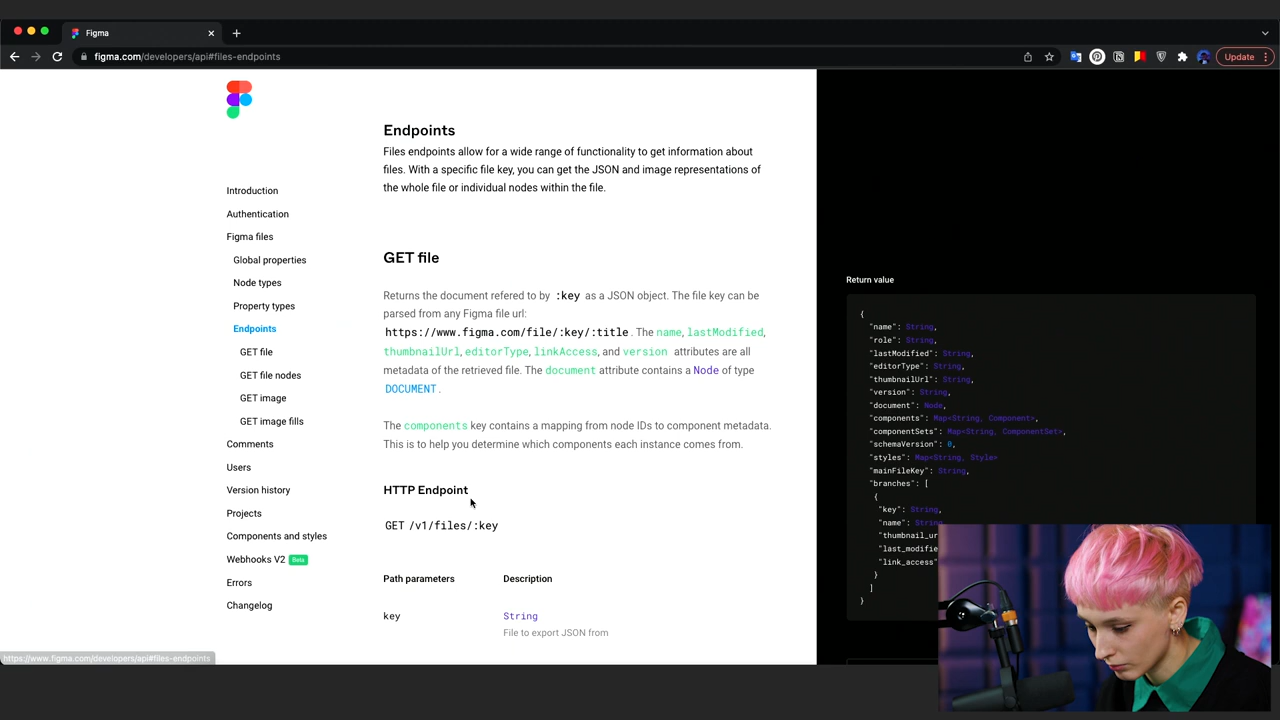 Figma
figma.com/developers/api#files-endpoints
Update
Introduction
Authentication
Figma files
Global properties
Node types
Property types
Endpoints
GET file
GET file nodes
GET image
GET image fills
Comments
Users
Version history
Projects
Components and styles
Webhooks V2 Beta
Errors
Changelog
Endpoints
Files endpoints allow for a wide range of functionality to get information about
files. With a specific file key, you can get the JSON and image representations of
the whole file or individual nodes within the file.
GET file
Returns the document refered to by :key as a JSON object. The file key can be
parsed from any Figma file url:
https://www.figma.com/file/:key/:title. The name, lastModified,
thumbnailUrl, editorType, linkAccess, and version attributes are all
metadata of the retrieved file. The document attribute contains a Node of type
DOCUMENT.
The components key contains a mapping from node IDs to component metadata.
This is to help you determine which components each instance comes from.
HTTP Endpoint
GET /v1/files/:key
Path parameters Description
key String
File to export JSON from
Return value
{
"name": String,
"role": String,
"lastModified": String,
"editorType": String,
"thumbnailUrl": String,
"version": String,
"document": Node,
"components": Map<String, Component>,
"componentSets": Map<String, ComponentSet>,
"schemaVersion": 0,
"styles": Map<String, Style>
"mainFileKey": String,
"branches": [
{
"key": String,
"name": String
"thumbnail_ur
"last_modifie
"link_access"
}
]
}
https://www.figma.com/developers/api#files-endpoints